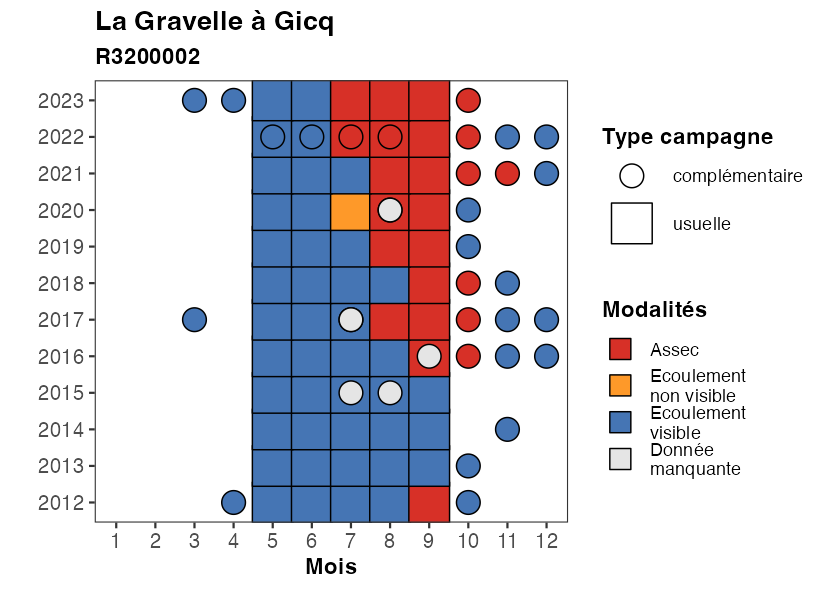 La Gravelle à Gicq
R3200002
2023
2022
2021
2020
2019
2018
2017
2016
2015
2014
2013
2012
1 2 3 4 5 6 7 8 9 10 11 12
Mois
Type campagne
complémentaire
usuelle
Modalités
Assec
Ecoulement
non visible
Ecoulement
visible
Donnée
manquante